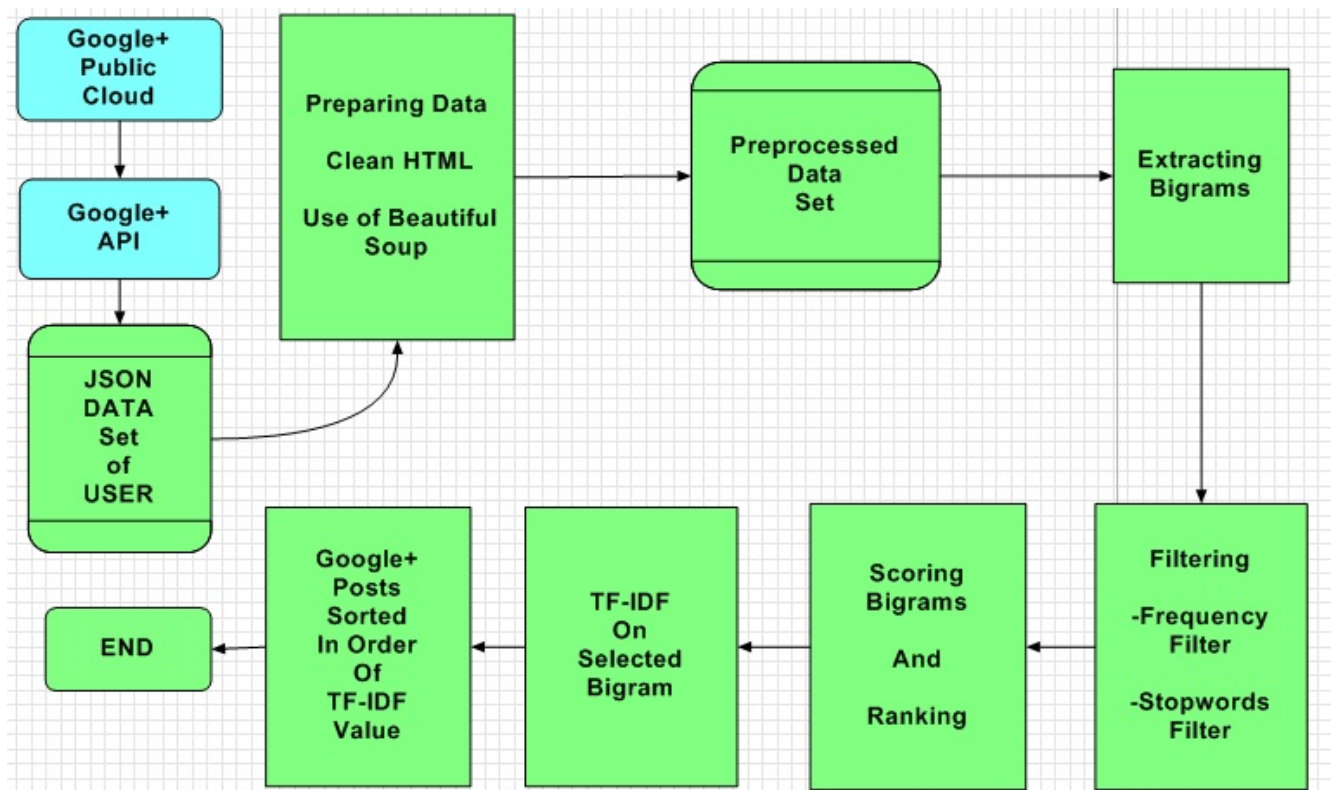 Google+
Public
Cloud
Google+
API
JSON
DATA
Set
of
USER
Preparing Data
Clean HTML
Use of Beautiful
Soup
Preprocessed
Data
Set
Extracting
Bigrams
Filtering
-Frequency
Filter
-Stopwords
Filter
Scoring
Bigrams
And
Ranking
TF-IDF
On
Selected
Bigram
Google+
Posts
Sorted
In Order
Of
TF-IDF
Value
END